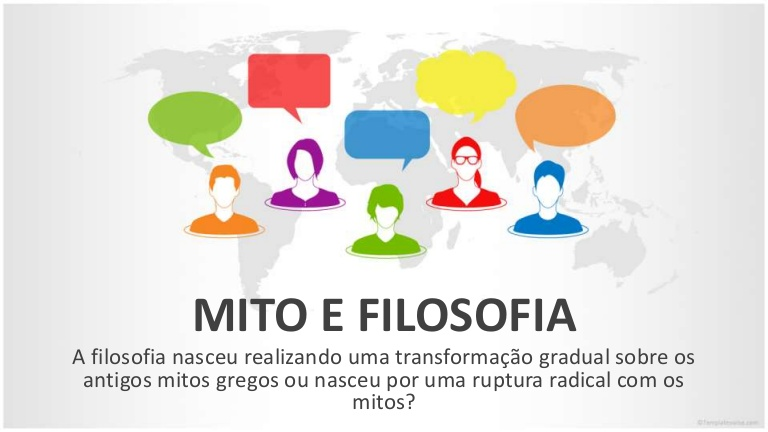 MITO E FILOSOFIA
A filosofia nasceu realizando uma transformação gradual sobre os
antigos mitos gregos ou nasceu por uma ruptura radical com os
mitos?